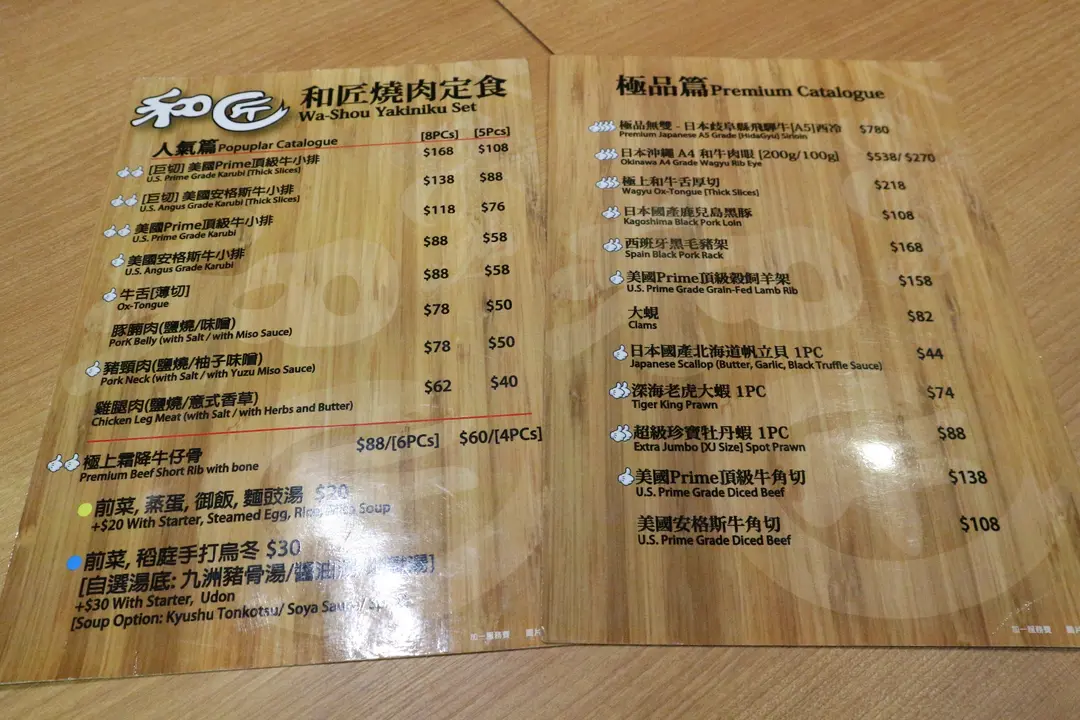 和匠
和匠燒肉定食
Wa-Shou Yakiniku Set
人氣篇 Popuplar Catalogue [8PCs] [5PCs]
[巨切] 美國Prime頂級牛小排 $168 $108
U.S. Prime Grade Karubi [Thick Slices]
[巨切] 美國安格斯牛小排 $138 $88
U.S. Angus Grade Karubi [Thick Slices]
美國Prime頂級牛小排 $118 $76
U.S. Prime Grade Karubi
美國安格斯牛小排 $88 $58
U.S. Angus Grade Karubi
牛舌[薄切] $88 $58
Ox-Tongue
豚腩肉(鹽燒/味噌) $78 $50
PorK Belly (with Salt / with Miso Sauce)
豬頸肉(鹽燒/柚子味噌) $78 $50
Pork Neck (with Salt / with Yuzu Miso Sauce)
雞腿肉(鹽燒/意式香草) $62 $40
Chicken Leg Meat (with Salt / with Herbs and Butter)
極上霜降牛仔骨 $88/[6PCs] $60/[4PCs]
Premium Beef Short Rib with bone
前菜, 蒸蛋, 御飯, 麵豉湯 $20
+$20 With Starter, Steamed Egg, Rice, Miso Soup
前菜, 稻庭手打烏冬 $30
[自選湯底: 九洲豬骨湯/醬油
+$30 With Starter, Udon
[Soup Option: Kyushu Tonkotsu/ Soya Sauce/
加一服務費 圖片
極品篇 Premium Catalogue
極品無雙 - 日本歧阜縣飛驒牛[A5]西冷 $780
Premium Japanese A5 Grade [HidaGyu] Sirloin
日本沖繩 A4 和牛肉眼 [200g/100g] $538/ $270
Okinawa A4 Grade Wagyu Rib Eye
極上和牛舌厚切 $218
Wagyu Ox-Tongue [Thick Slices]
日本國產鹿兒島黑豚 $108
Kagoshima Black Pork Loin
西班牙黑毛豬架 $168
Spain Black Pork Rack
美國Prime頂級穀飼羊架 $158
U.S. Prime Grade Grain-Fed Lamb Rib
大蜆 $82
Clams
日本國產北海道帆立貝 1PC $44
Japanese Scallop (Butter, Garlic, Black Truffle Sauce)
深海老虎大蝦 1PC $74
Tiger King Prawn
超級珍寶牡丹蝦 1PC $88
Extra Jumbo [XJ Size] Spot Prawn
美國Prime頂級牛角切 $138
U.S. Prime Grade Diced Beef
美國安格斯牛角切 $108
U.S. Prime Grade Diced Beef
加一服務費 圖片